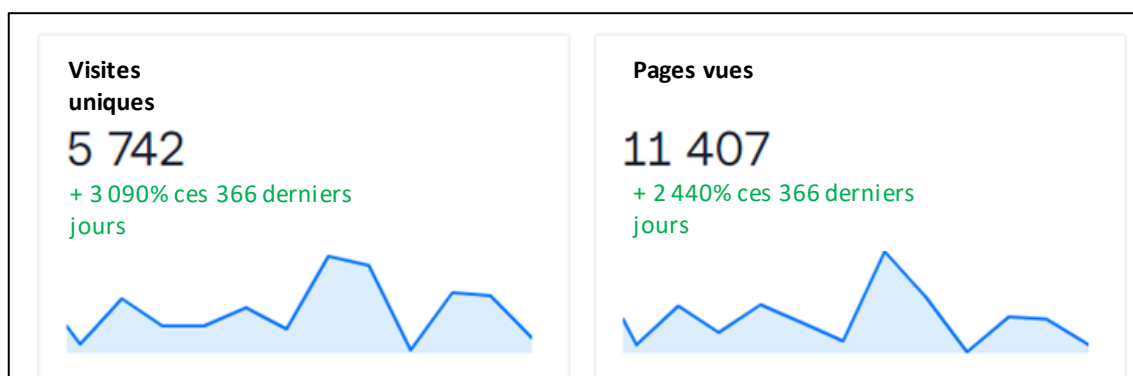 Visites
uniques
5 742
+ 3 090% ces 366 derniers
jours
Pages vues
11 407
+ 2 440% ces 366 derniers
jours